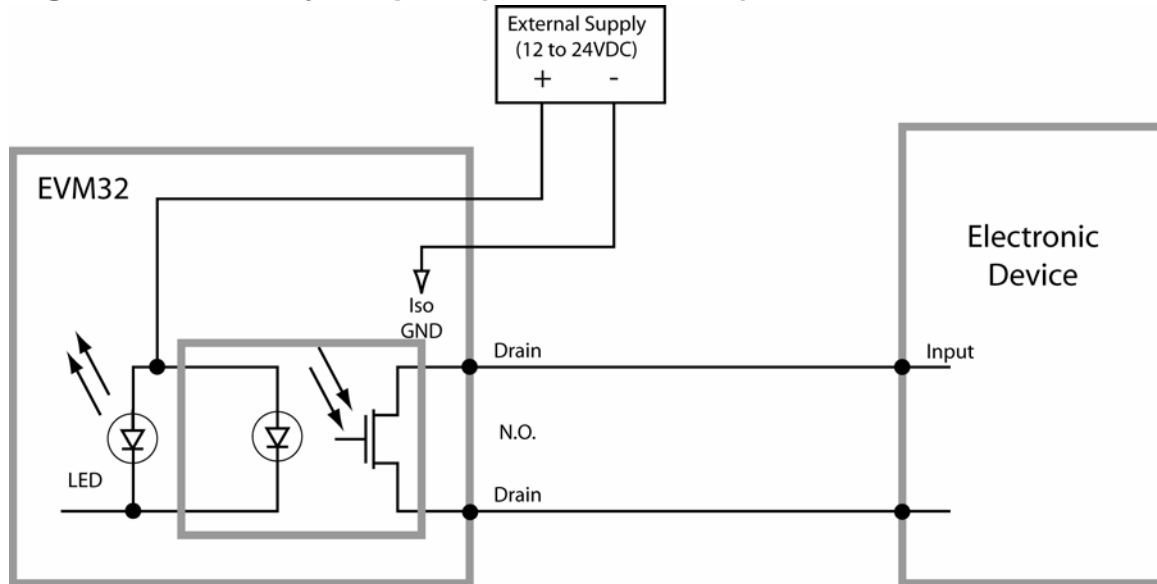 External Supply
(12 to 24VDC)
+ -
EVM32
Electronic
Device
Iso
GND
Drain
Input
N.O.
LED
Drain